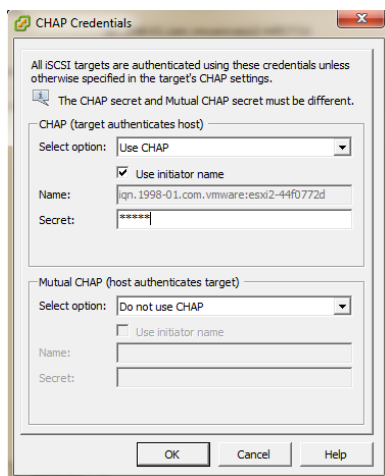 CHAP Credentials
All iSCSI targets are authenticated using these credentials unless
otherwise specified in the target's CHAP settings.
The CHAP secret and Mutual CHAP secret must be different.
CHAP (target authenticates host)
Select option: Use CHAP
Use initiator name
Name: iqn.1998-01.com.vmware:esxi2-44f0772d
Secret: *****
Mutual CHAP (host authenticates target)
Select option: Do not use CHAP
Use initiator name
Name:
Secret:
OK Cancel Help